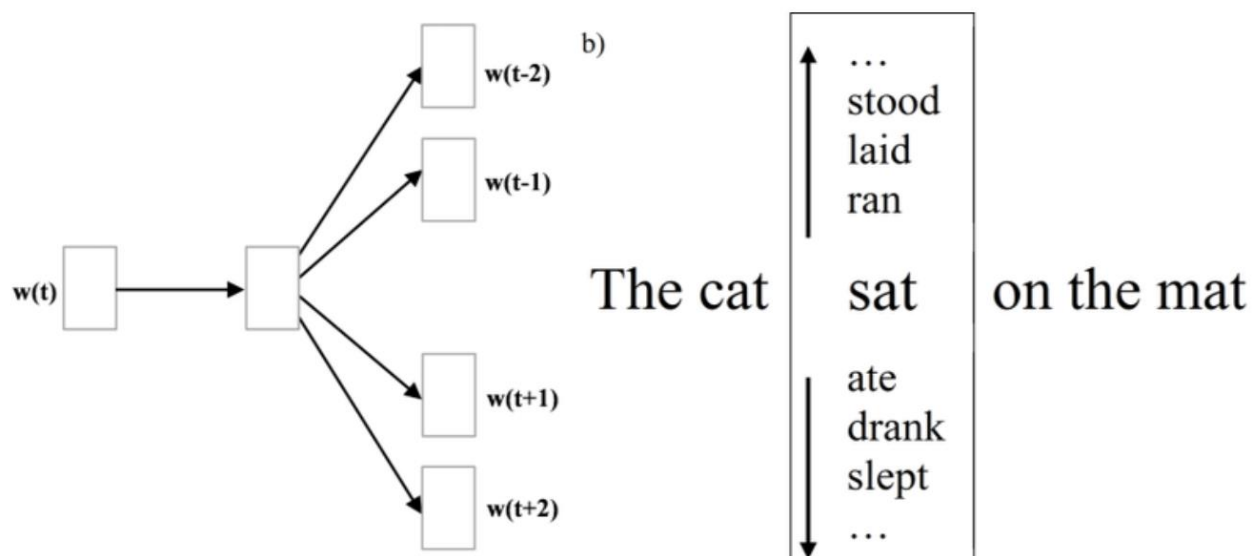 w(t-2)
w(t-1)
w(t)
w(t+1)
w(t+2)
b)
...
stood
laid
ran
The cat sat on the mat
ate
drank
slept
...